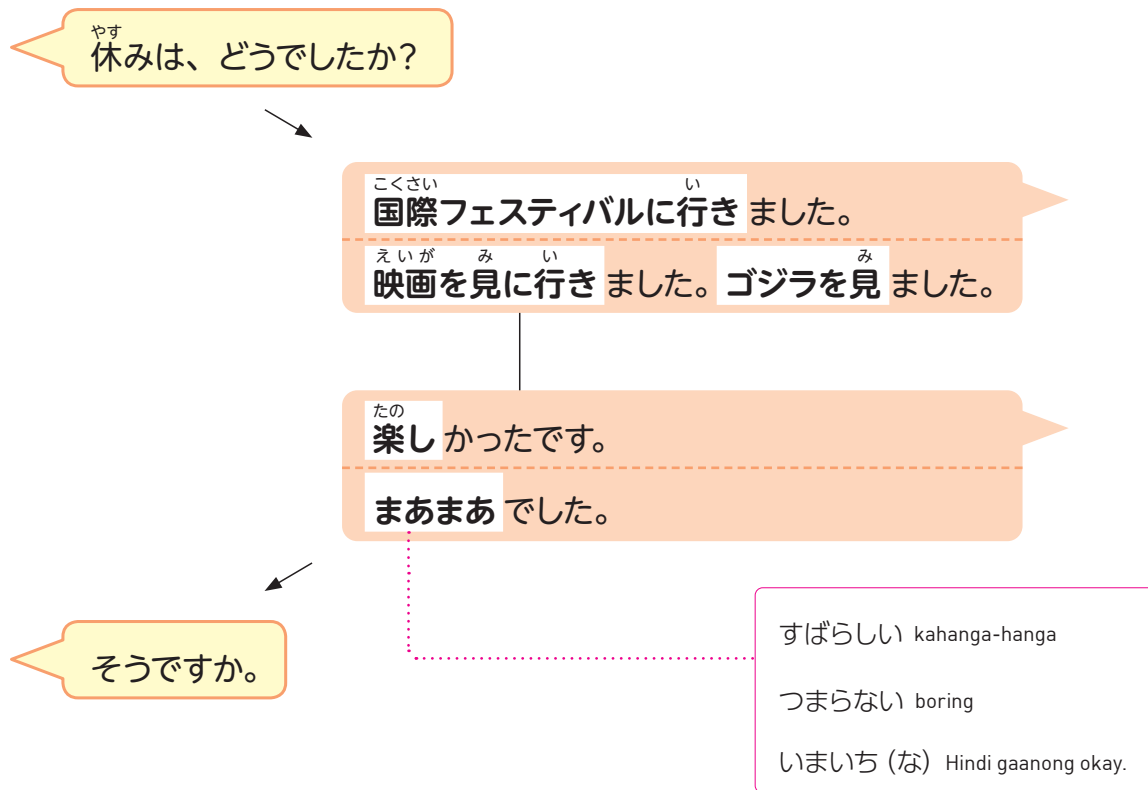 やす
休みは、どうでしたか?
こくさい い
国際フェスティバルに行き ました。
えいが み い み
映画を見に行き ました。 ゴジラを見 ました。
たの
楽し かったです。
まあまあ でした。
そうですか。
すばらしい kahanga-hanga
つまらない boring
いまいち (な) Hindi gaanong okay.